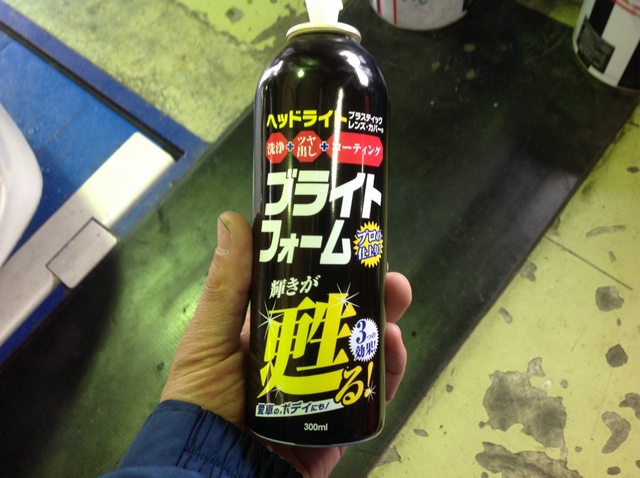 ヘッドライト プラスティック
レンズ・カバー用
洗浄+ツヤ出し+コーティング
ブライト
フォーム
プロの
仕上り
輝きが
甦る!
3つの
効果!
愛車のボディにも!
300ml